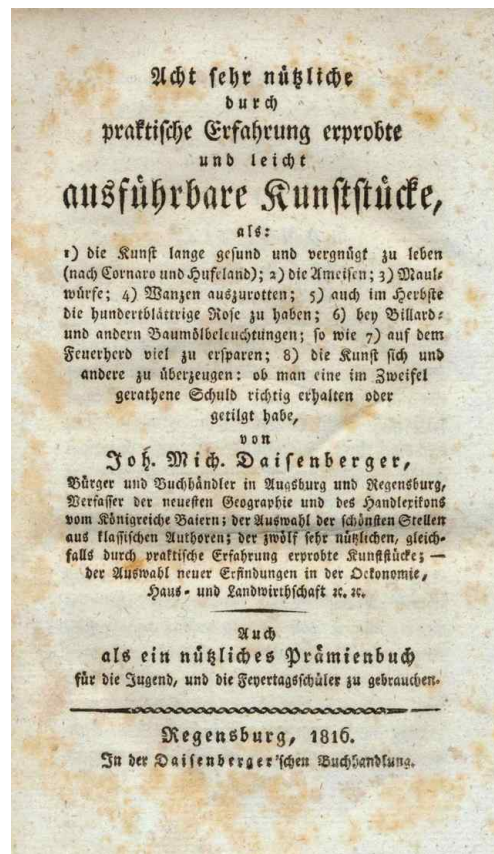 Acht sehr nützliche
durch
praktische Erfahrung erprobte
und leicht
ausführbare Kunststücke,
als:
1) die Kunst lange gesund und vergnügt zu leben
(nach Cornaro und Hufeland); 2) die Ameisen; 3) Maul-
würfe; 4) Wanzen auszurotten; 5) auch im Herbste
die hundertblättrige Rose zu haben; 6) bey Billard-
und andern Baumölbeleuchtungen; so wie 7) auf dem
Feuerherd viel zu ersparen; 8) die Kunst sich und
andere zu überzeugen: ob man eine im Zweifel
gerathene Schuld richtig erhalten oder
getilgt habe,
von
Joh. Mich. Daisenberger,
Bürger und Buchhändler in Augsburg und Regensburg,
Verfasser der neuesten Geographie und des Handlexikons
vom Königreiche Baiern; der Auswahl der schönsten Stellen
aus klassischen Authoren; der zwölf sehr nützlichen, gleich-
falls durch praktische Erfahrung erprobte Kunststücke; —
der Auswahl neuer Erfindungen in der Oekonomie,
Haus- und Landwirthschaft ꝛc. ꝛc.
Auch
als ein nützliches Prämienbuch
für die Jugend, und die Feyertagsschüler zu gebrauchen.
Regensburg, 1816.
In der Daisenberger'schen Buchhandlung.